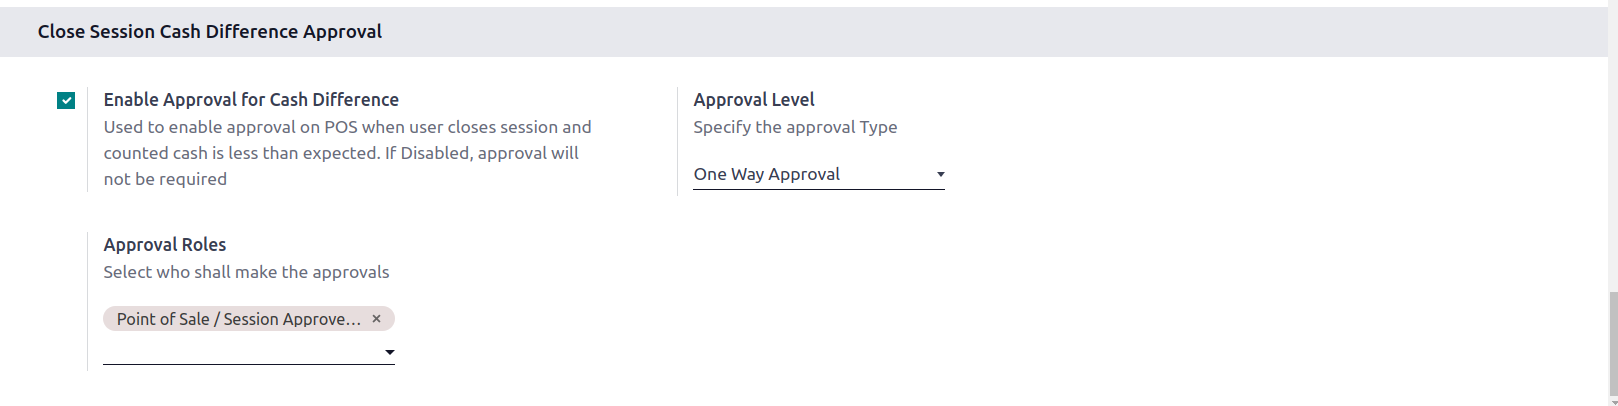 Close Session Cash Difference Approval
Enable Approval for Cash Difference
Used to enable approval on POS when user closes session and
counted cash is less than expected. If Disabled, approval will
not be required
Approval Level
Specify the approval Type
One Way Approval
Approval Roles
Select who shall make the approvals
Point of Sale / Session Approve... ×